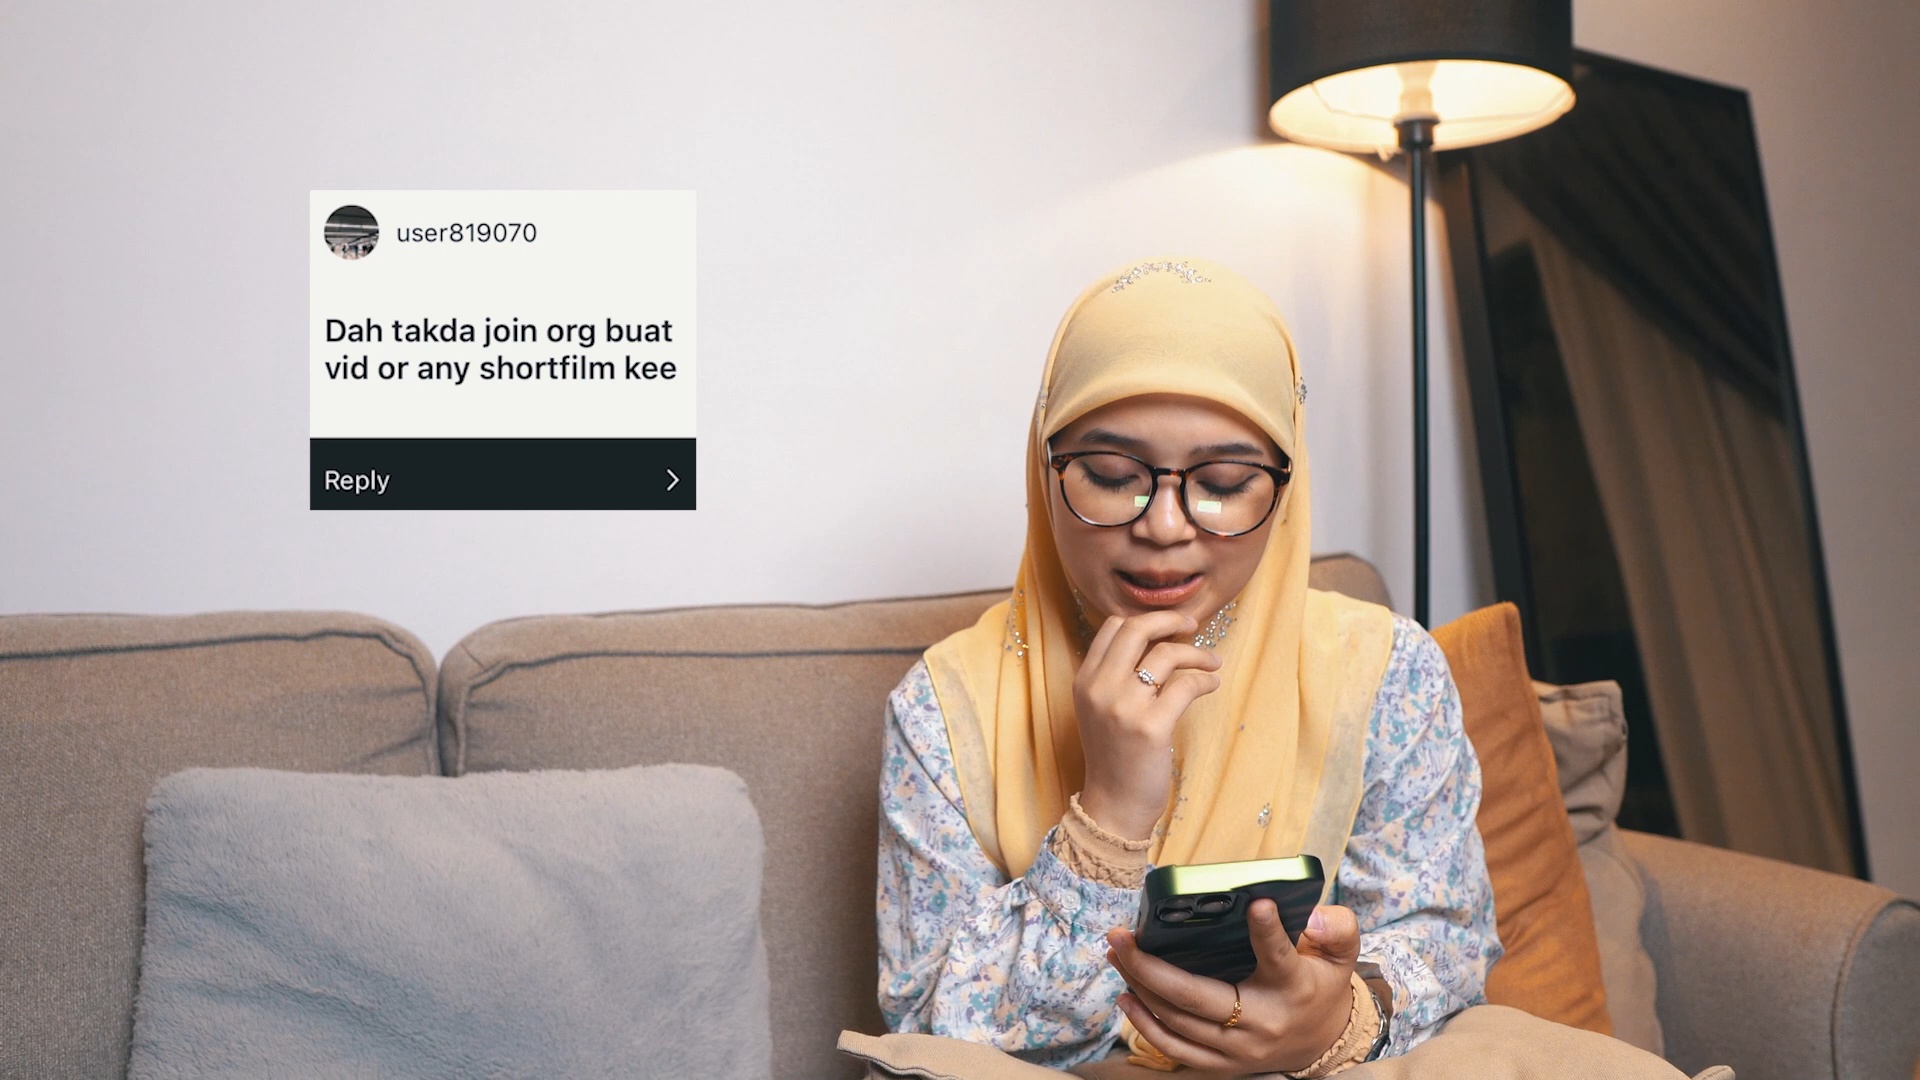 user819070
Dah takda join org buat
vid or any shortfilm kee
Reply